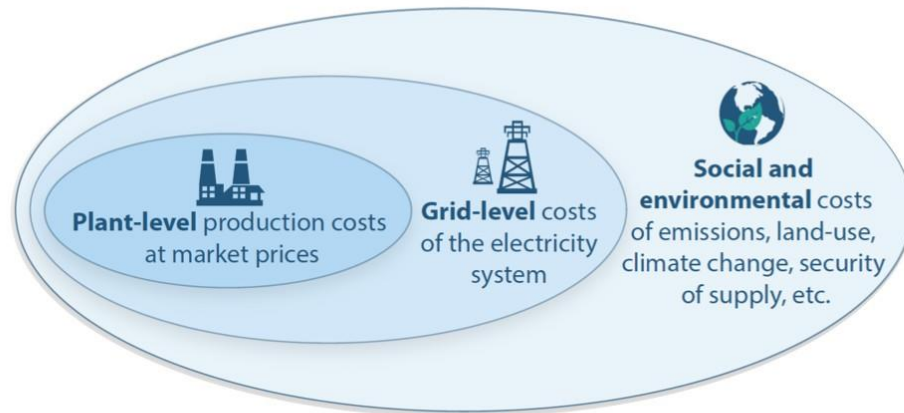 Plant-level production costs
at market prices
Grid-level costs
of the electricity
system
Social and
environmental costs
of emissions, land-use,
climate change, security
of supply, etc.